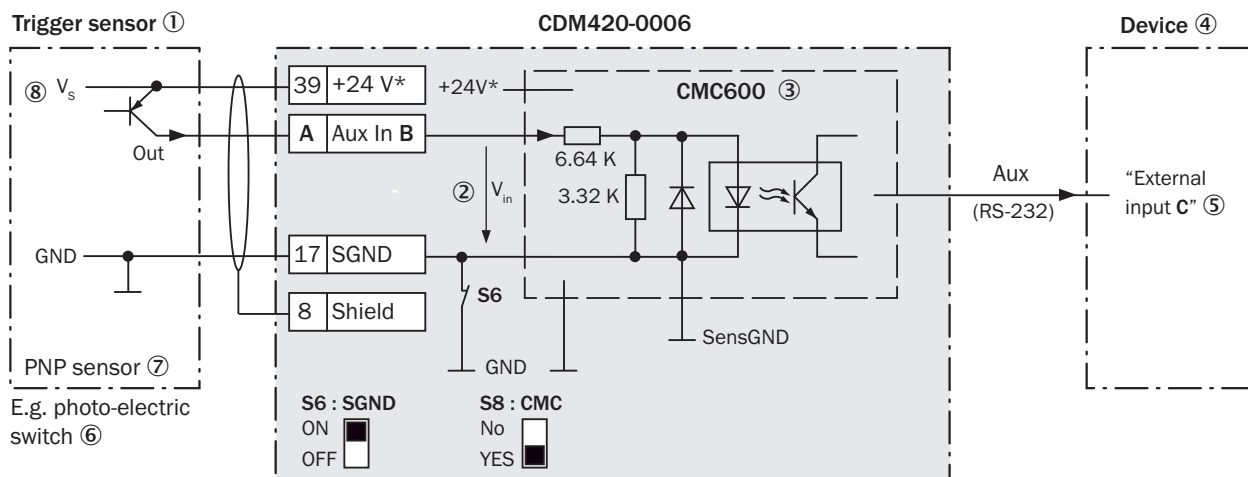 Trigger sensor ①
CDM420-0006
Device ④
⑧ Vs
39 +24 V*
+24V*
CMC600 ③
A Aux In B
Out
6.64 K
② Vin
3.32 K
Aux
(RS-232)
"External
input C" ⑤
GND
17 SGND
S6
8 Shield
SensGND
GND
PNP sensor ⑦
E.g. photo-electric
switch ⑥
S6 : SGND
ON
OFF
S8 : CMC
No
YES